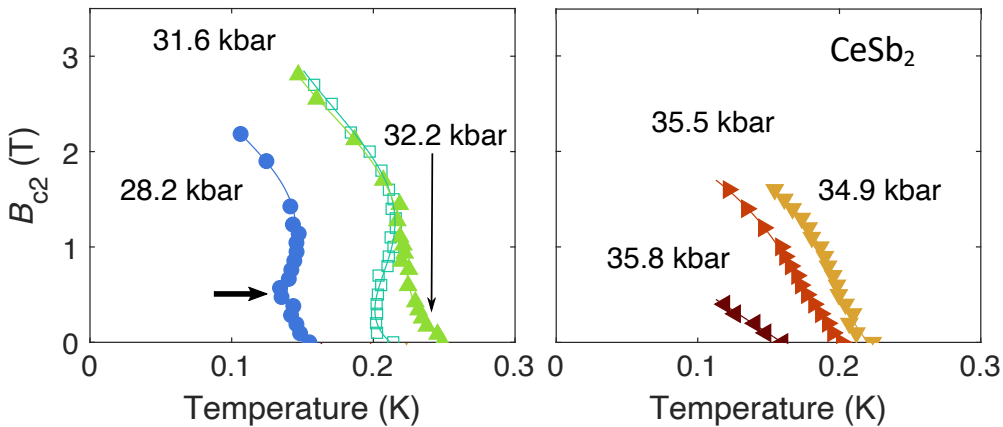 31.6 kbar
32.2 kbar
28.2 kbar
B_c2 (T)
3
2
1
0
0
0.1
0.2
0.3
Temperature (K)
CeSb₂
35.5 kbar
34.9 kbar
35.8 kbar
0
0.1
0.2
0.3
Temperature (K)